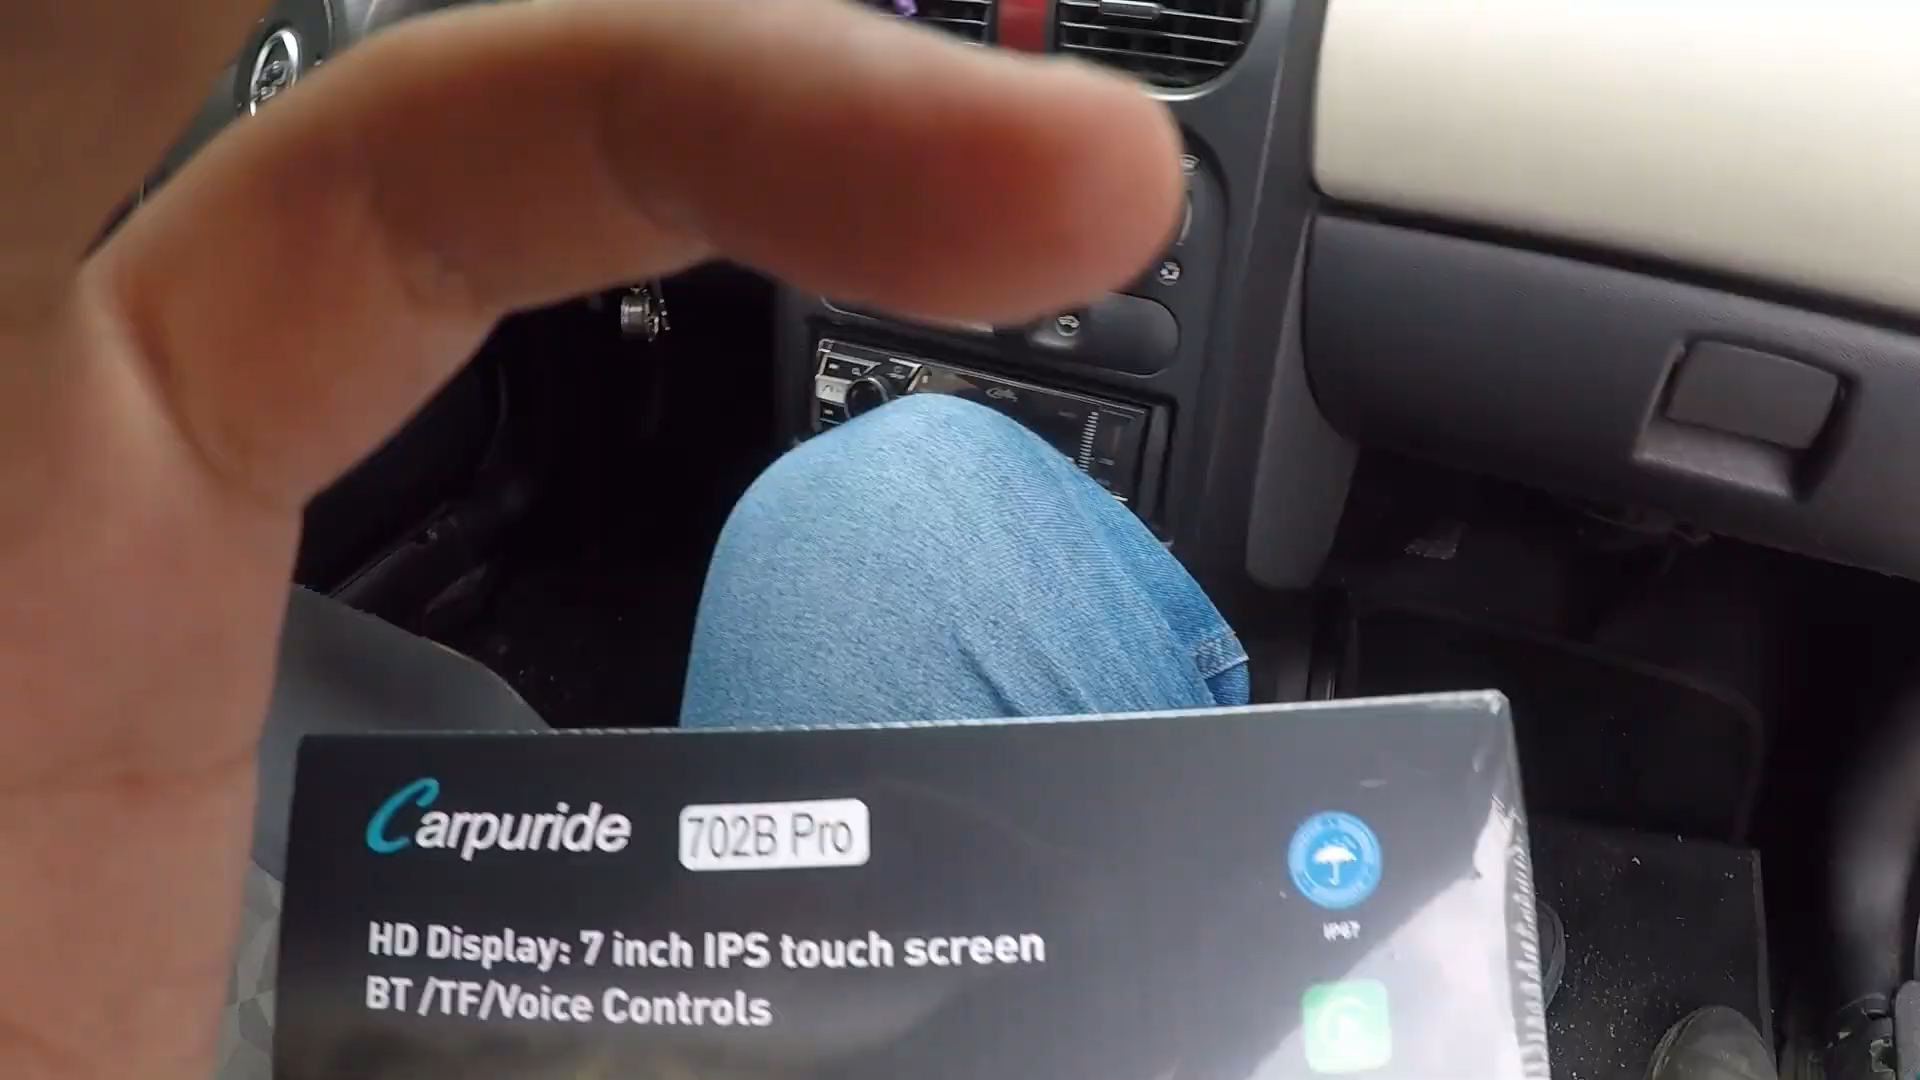 Carpuride 702B Pro
HD Display: 7 inch IPS touch screen
BT /TF/Voice Controls
IP67